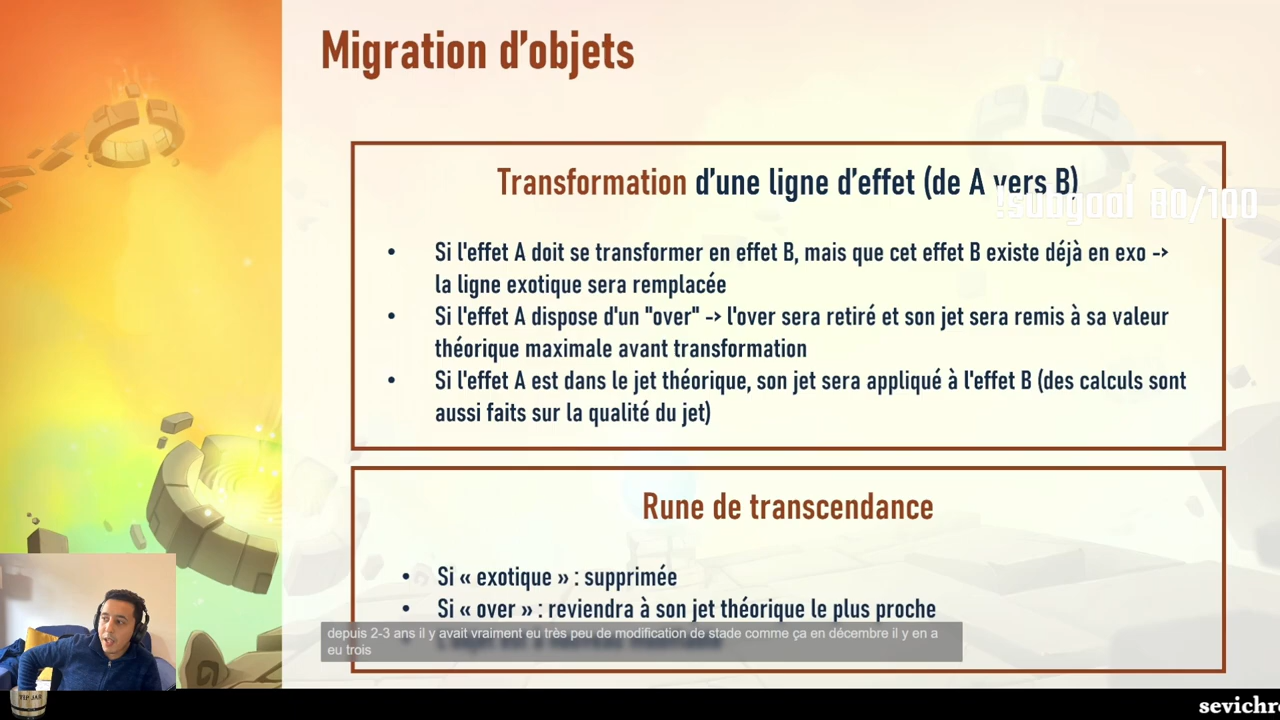 Migration d'objets
Transformation d'une ligne d'effet (de A vers B)
!subgoal 80/100
• Si l'effet A doit se transformer en effet B, mais que cet effet B existe déjà en exo ->
la ligne exotique sera remplacée
• Si l'effet A dispose d'un "over" -> l'over sera retiré et son jet sera remis à sa valeur
théorique maximale avant transformation
• Si l'effet A est dans le jet théorique, son jet sera appliqué à l'effet B (des calculs sont
aussi faits sur la qualité du jet)
Rune de transcendance
• Si « exotique » : supprimée
• Si « over » : reviendra à son jet théorique le plus proche
depuis 2-3 ans il y avait vraiment eu très peu de modification de stade comme ça en décembre il y en a
eu trois
TIP JAR
sevichr